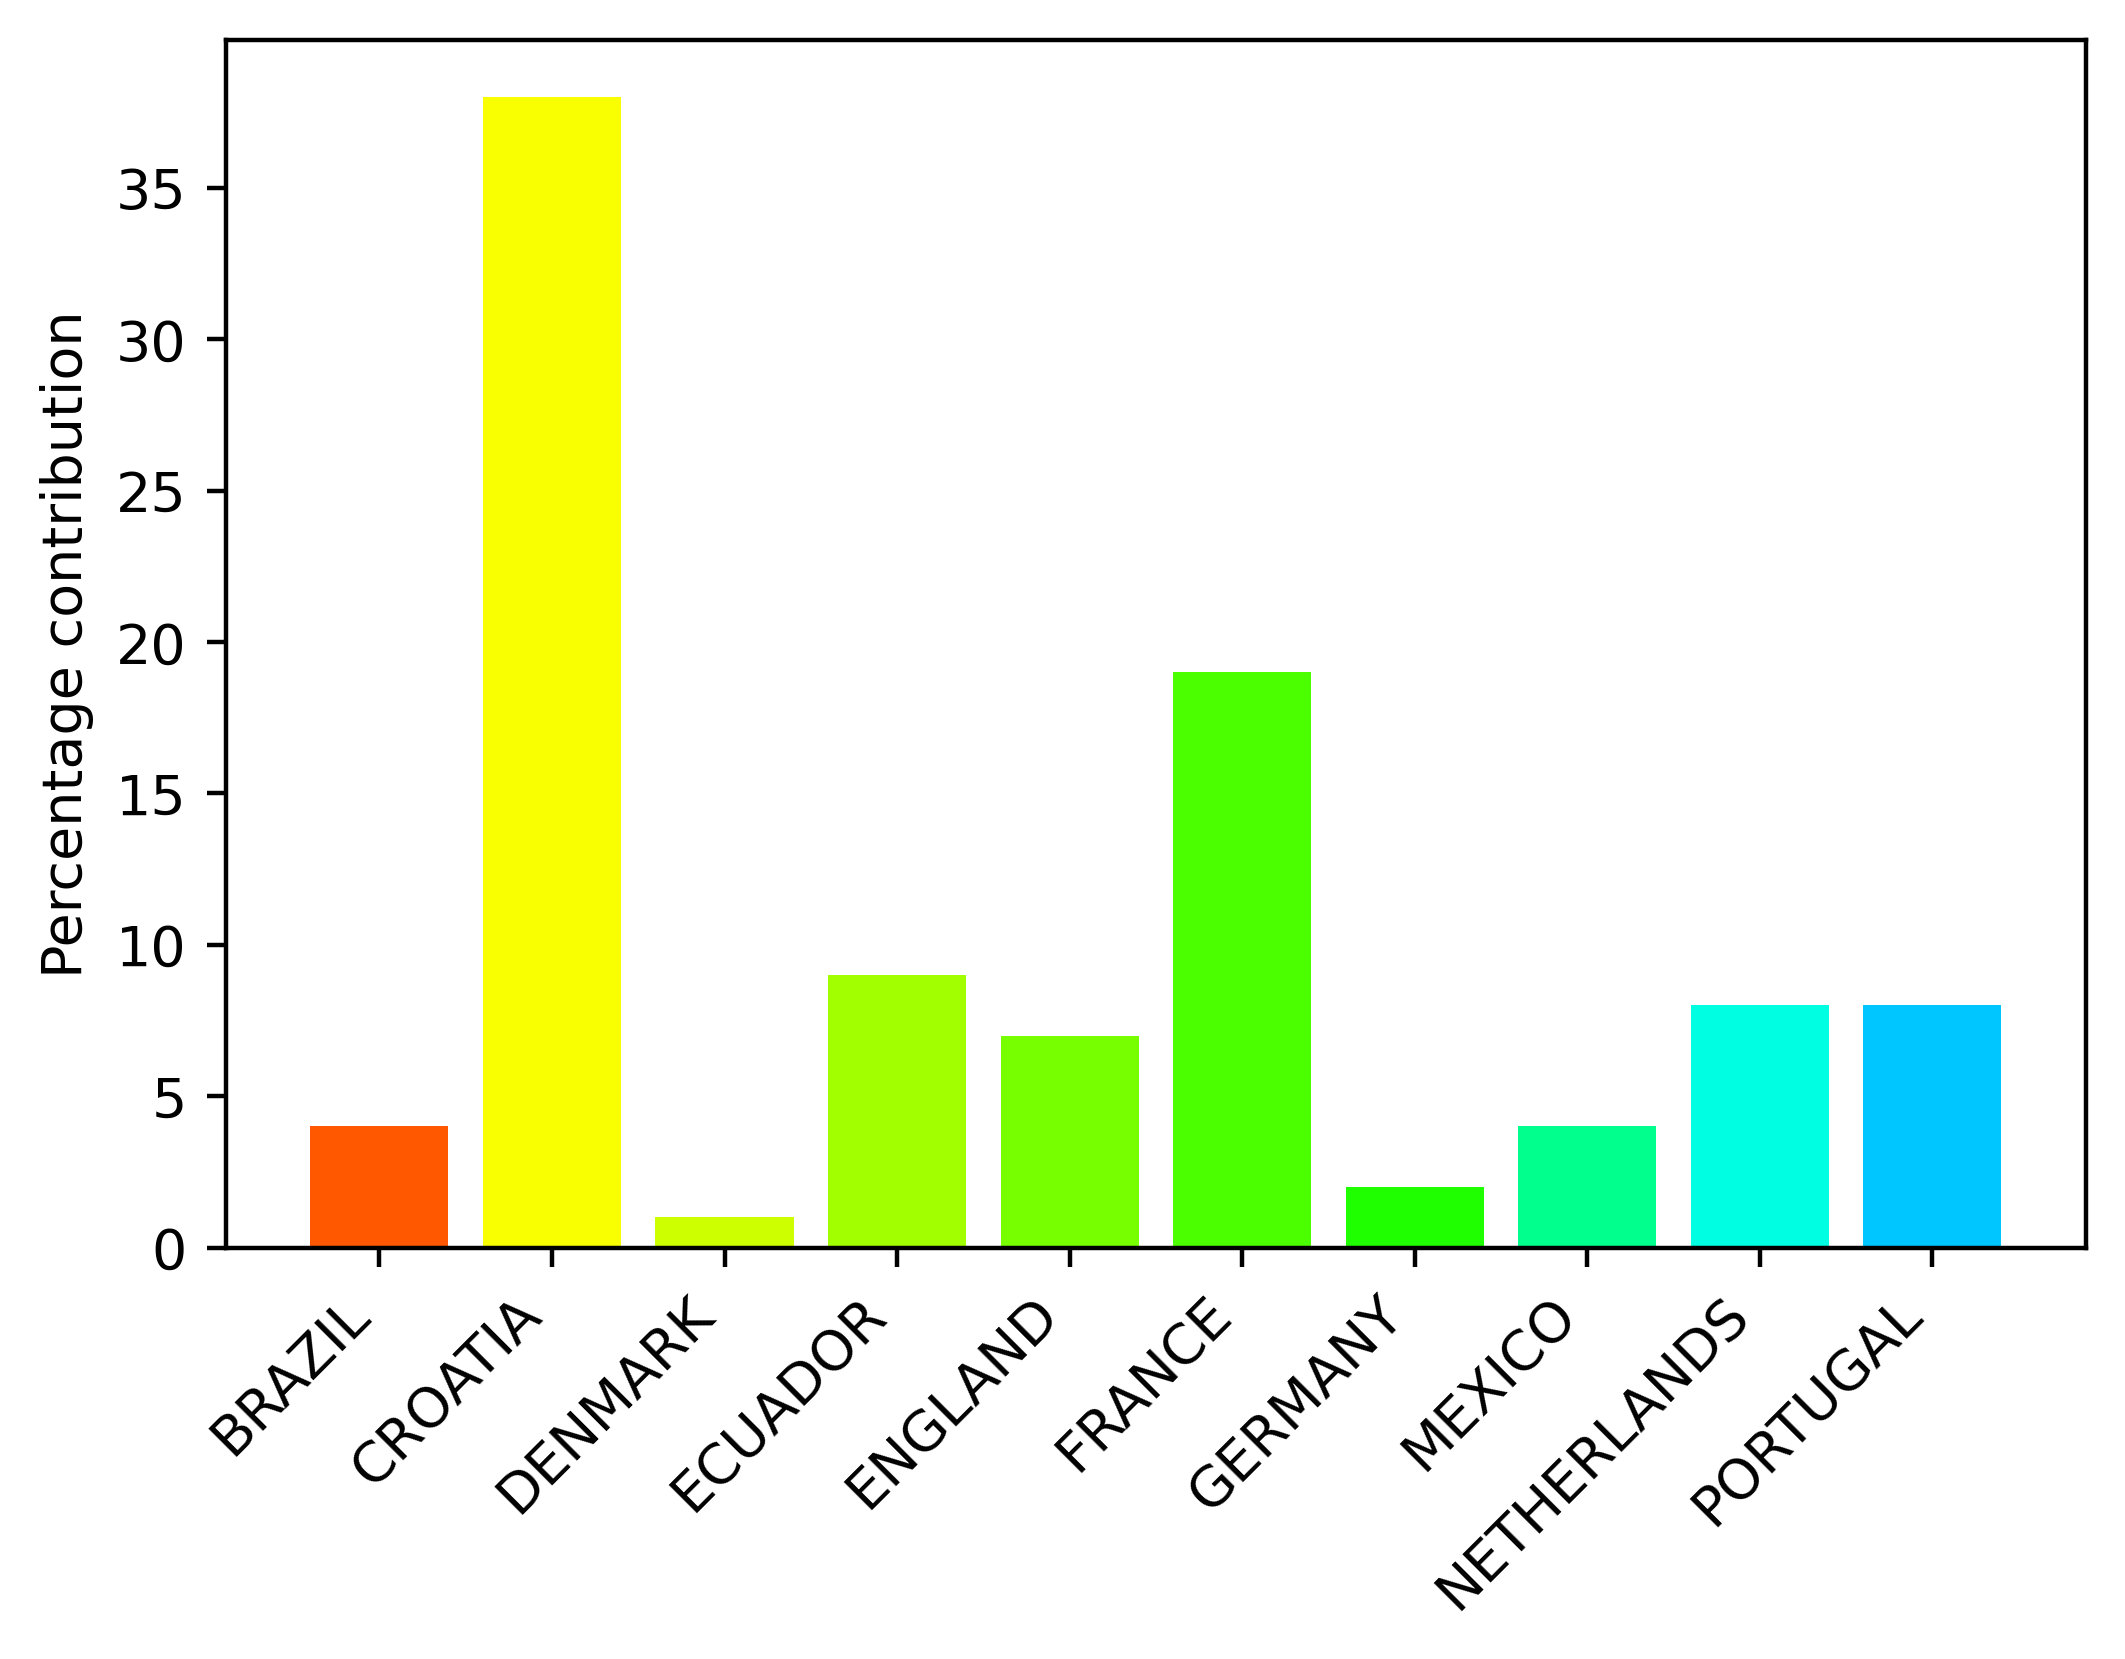 Percentage contribution
35
30
25
20
15
10
5
0
BRAZIL
CROATIA
DENMARK
ECUADOR
ENGLAND
FRANCE
GERMANY
MEXICO
NETHERLANDS
PORTUGAL